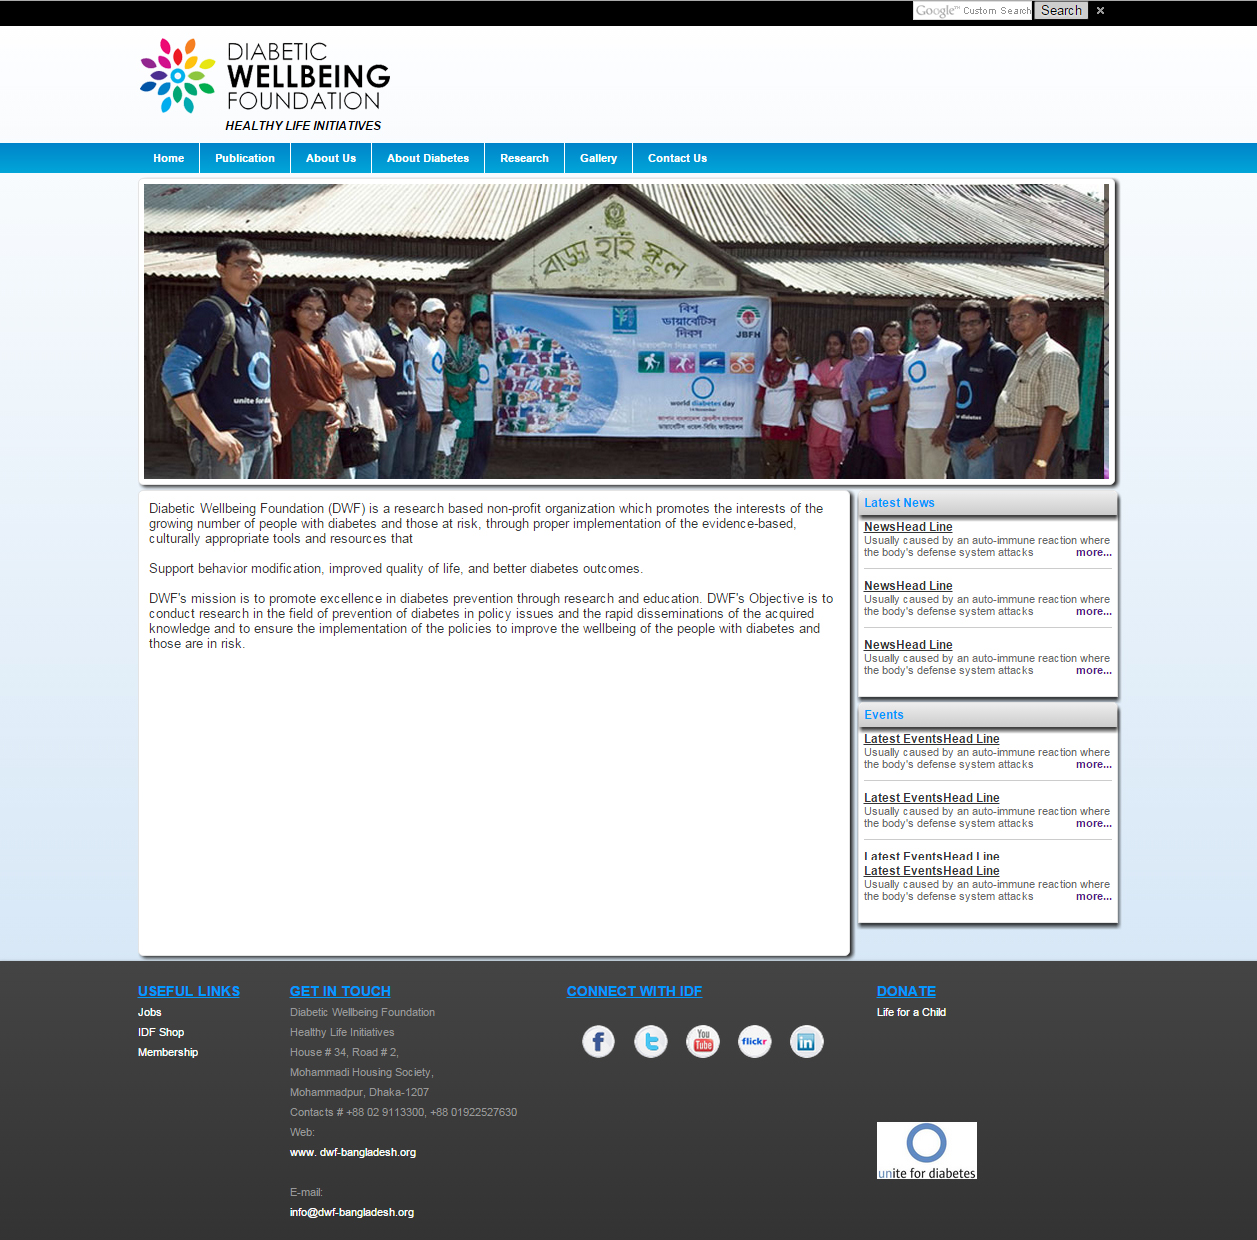 Google™ Custom Search
Search
×
DIABETIC
WELLBEING
FOUNDATION
HEALTHY LIFE INITIATIVES
Home
Publication
About Us
About Diabetes
Research
Gallery
Contact Us
হাই স্কুল
বিশ্ব
ডায়াবেটিস
দিবস
JBFH
world diabetes day
14 November
unite for
diabetes
Diabetic Wellbeing Foundation (DWF) is a research based non-profit organization which promotes the interests of the
growing number of people with diabetes and those at risk, through proper implementation of the evidence-based,
culturally appropriate tools and resources that
Support behavior modification, improved quality of life, and better diabetes outcomes.
DWF's mission is to promote excellence in diabetes prevention through research and education. DWF's Objective is to
conduct research in the field of prevention of diabetes in policy issues and the rapid disseminations of the acquired
knowledge and to ensure the implementation of the policies to improve the wellbeing of the people with diabetes and
those are in risk.
Latest News
NewsHead Line
Usually caused by an auto-immune reaction where
the body's defense system attacks more...
NewsHead Line
Usually caused by an auto-immune reaction where
the body's defense system attacks more...
NewsHead Line
Usually caused by an auto-immune reaction where
the body's defense system attacks more...
Events
Latest EventsHead Line
Usually caused by an auto-immune reaction where
the body's defense system attacks more...
Latest EventsHead Line
Usually caused by an auto-immune reaction where
the body's defense system attacks more...
Latest EventsHead Line
Latest EventsHead Line
Usually caused by an auto-immune reaction where
the body's defense system attacks more...
USEFUL LINKS
Jobs
IDF Shop
Membership
GET IN TOUCH
Diabetic Wellbeing Foundation
Healthy Life Initiatives
House # 34, Road # 2,
Mohammadi Housing Society,
Mohammadpur, Dhaka-1207
Contacts # +88 02 9113300, +88 01922527630
Web:
www. dwf-bangladesh.org
E-mail:
info@dwf-bangladesh.org
CONNECT WITH IDF
f
t
You Tube
flickr
in
DONATE
Life for a Child
unite for diabetes